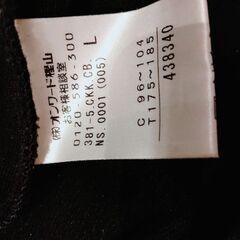 ㈱オンワード樫山
お客様相談室
0120-586-300
381-5.CKK.CB.
NS.0001 (005)
L
C 96～104
T175～185
438340